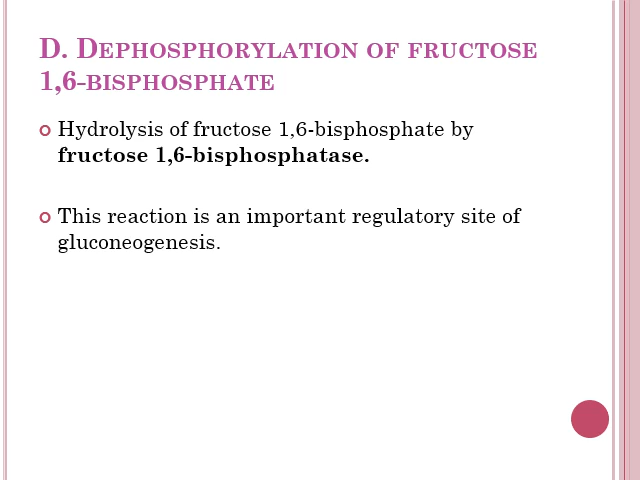 D. Dephosphorylation of fructose
1,6-bisphosphate
Hydrolysis of fructose 1,6-bisphosphate by
fructose 1,6-bisphosphatase.
This reaction is an important regulatory site of
gluconeogenesis.